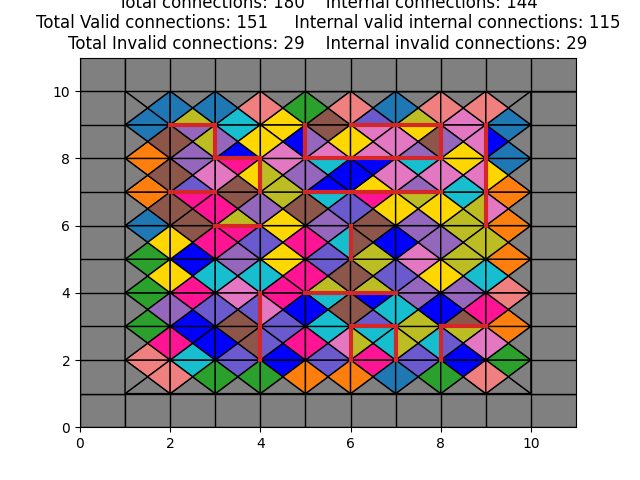 Total connections: 180    Internal connections: 144
Total Valid connections: 151    Internal valid internal connections: 115
Total Invalid connections: 29    Internal invalid connections: 29
10
8
6
4
2
0
0 2 4 6 8 10